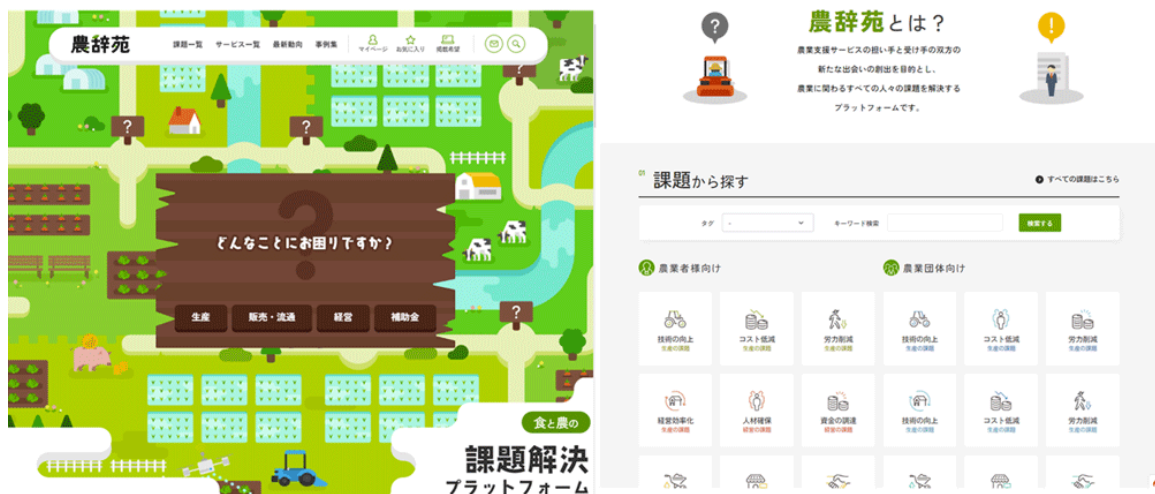 農辞苑
課題一覧 サービス一覧 最新動向 事例集
マイページ お気に入り 掲載希望
?
?
?
?
?
どんなことにお困りですか?
生産 販売・流通 経営 補助金
食と農の
課題解決
プラットフォーム
?
!
農辞苑とは?
農業支援サービスの担い手と受け手の双方の
新たな出会いの創出を目的とし、
農業に関わるすべての人々の課題を解決する
プラットフォームです。
01
課題から探す
すべての課題はこちら
タグ - キーワード検索 検索する
農業者様向け 農業団体向け
技術の向上 コスト低減 労力削減 技術の向上 コスト低減 労力削減
生産の課題 生産の課題 生産の課題 生産の課題 生産の課題 生産の課題
経営効率化 人材確保 資金の調達 技術の向上 コスト低減 労力削減
生産の課題 経営の課題 経営の課題 生産の課題 生産の課題 生産の課題